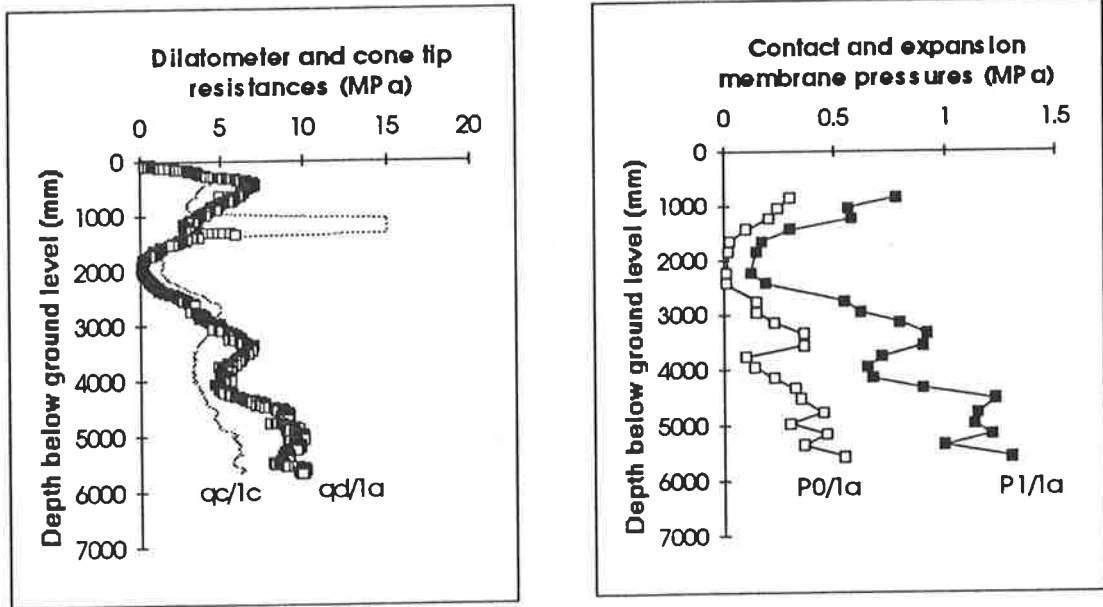 Dilatometer and cone tip
resistances (MPa)
0 5 10 15 20
Depth below ground level (mm)
0
1000
2000
3000
4000
5000
6000
7000
qc/1c
qd/1a
Contact and expansion
membrane pressures (MPa)
0 0.5 1 1.5
Depth below ground level (mm)
0
1000
2000
3000
4000
5000
6000
7000
P0/1a
P1/1a